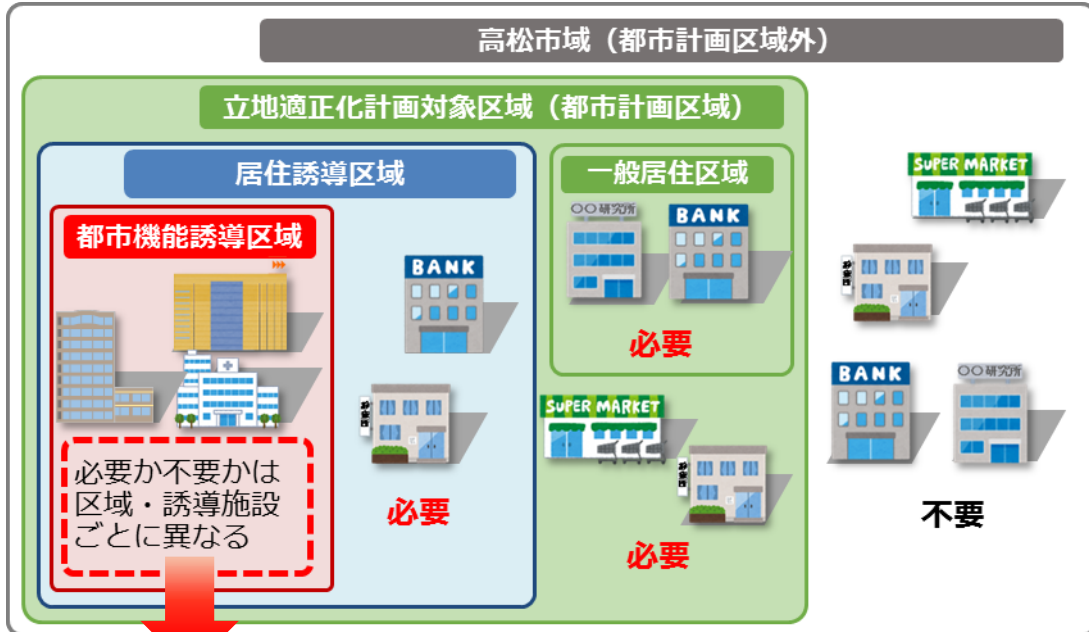 高松市域（都市計画区域外）
立地適正化計画対象区域（都市計画区域）
居住誘導区域
一般居住区域
都市機能誘導区域
〇〇研究所
BANK
必要
BANK
必要
必要か不要かは
区域・誘導施設
ごとに異なる
SUPER MARKET
必要
SUPER MARKET
BANK
〇〇研究所
不要